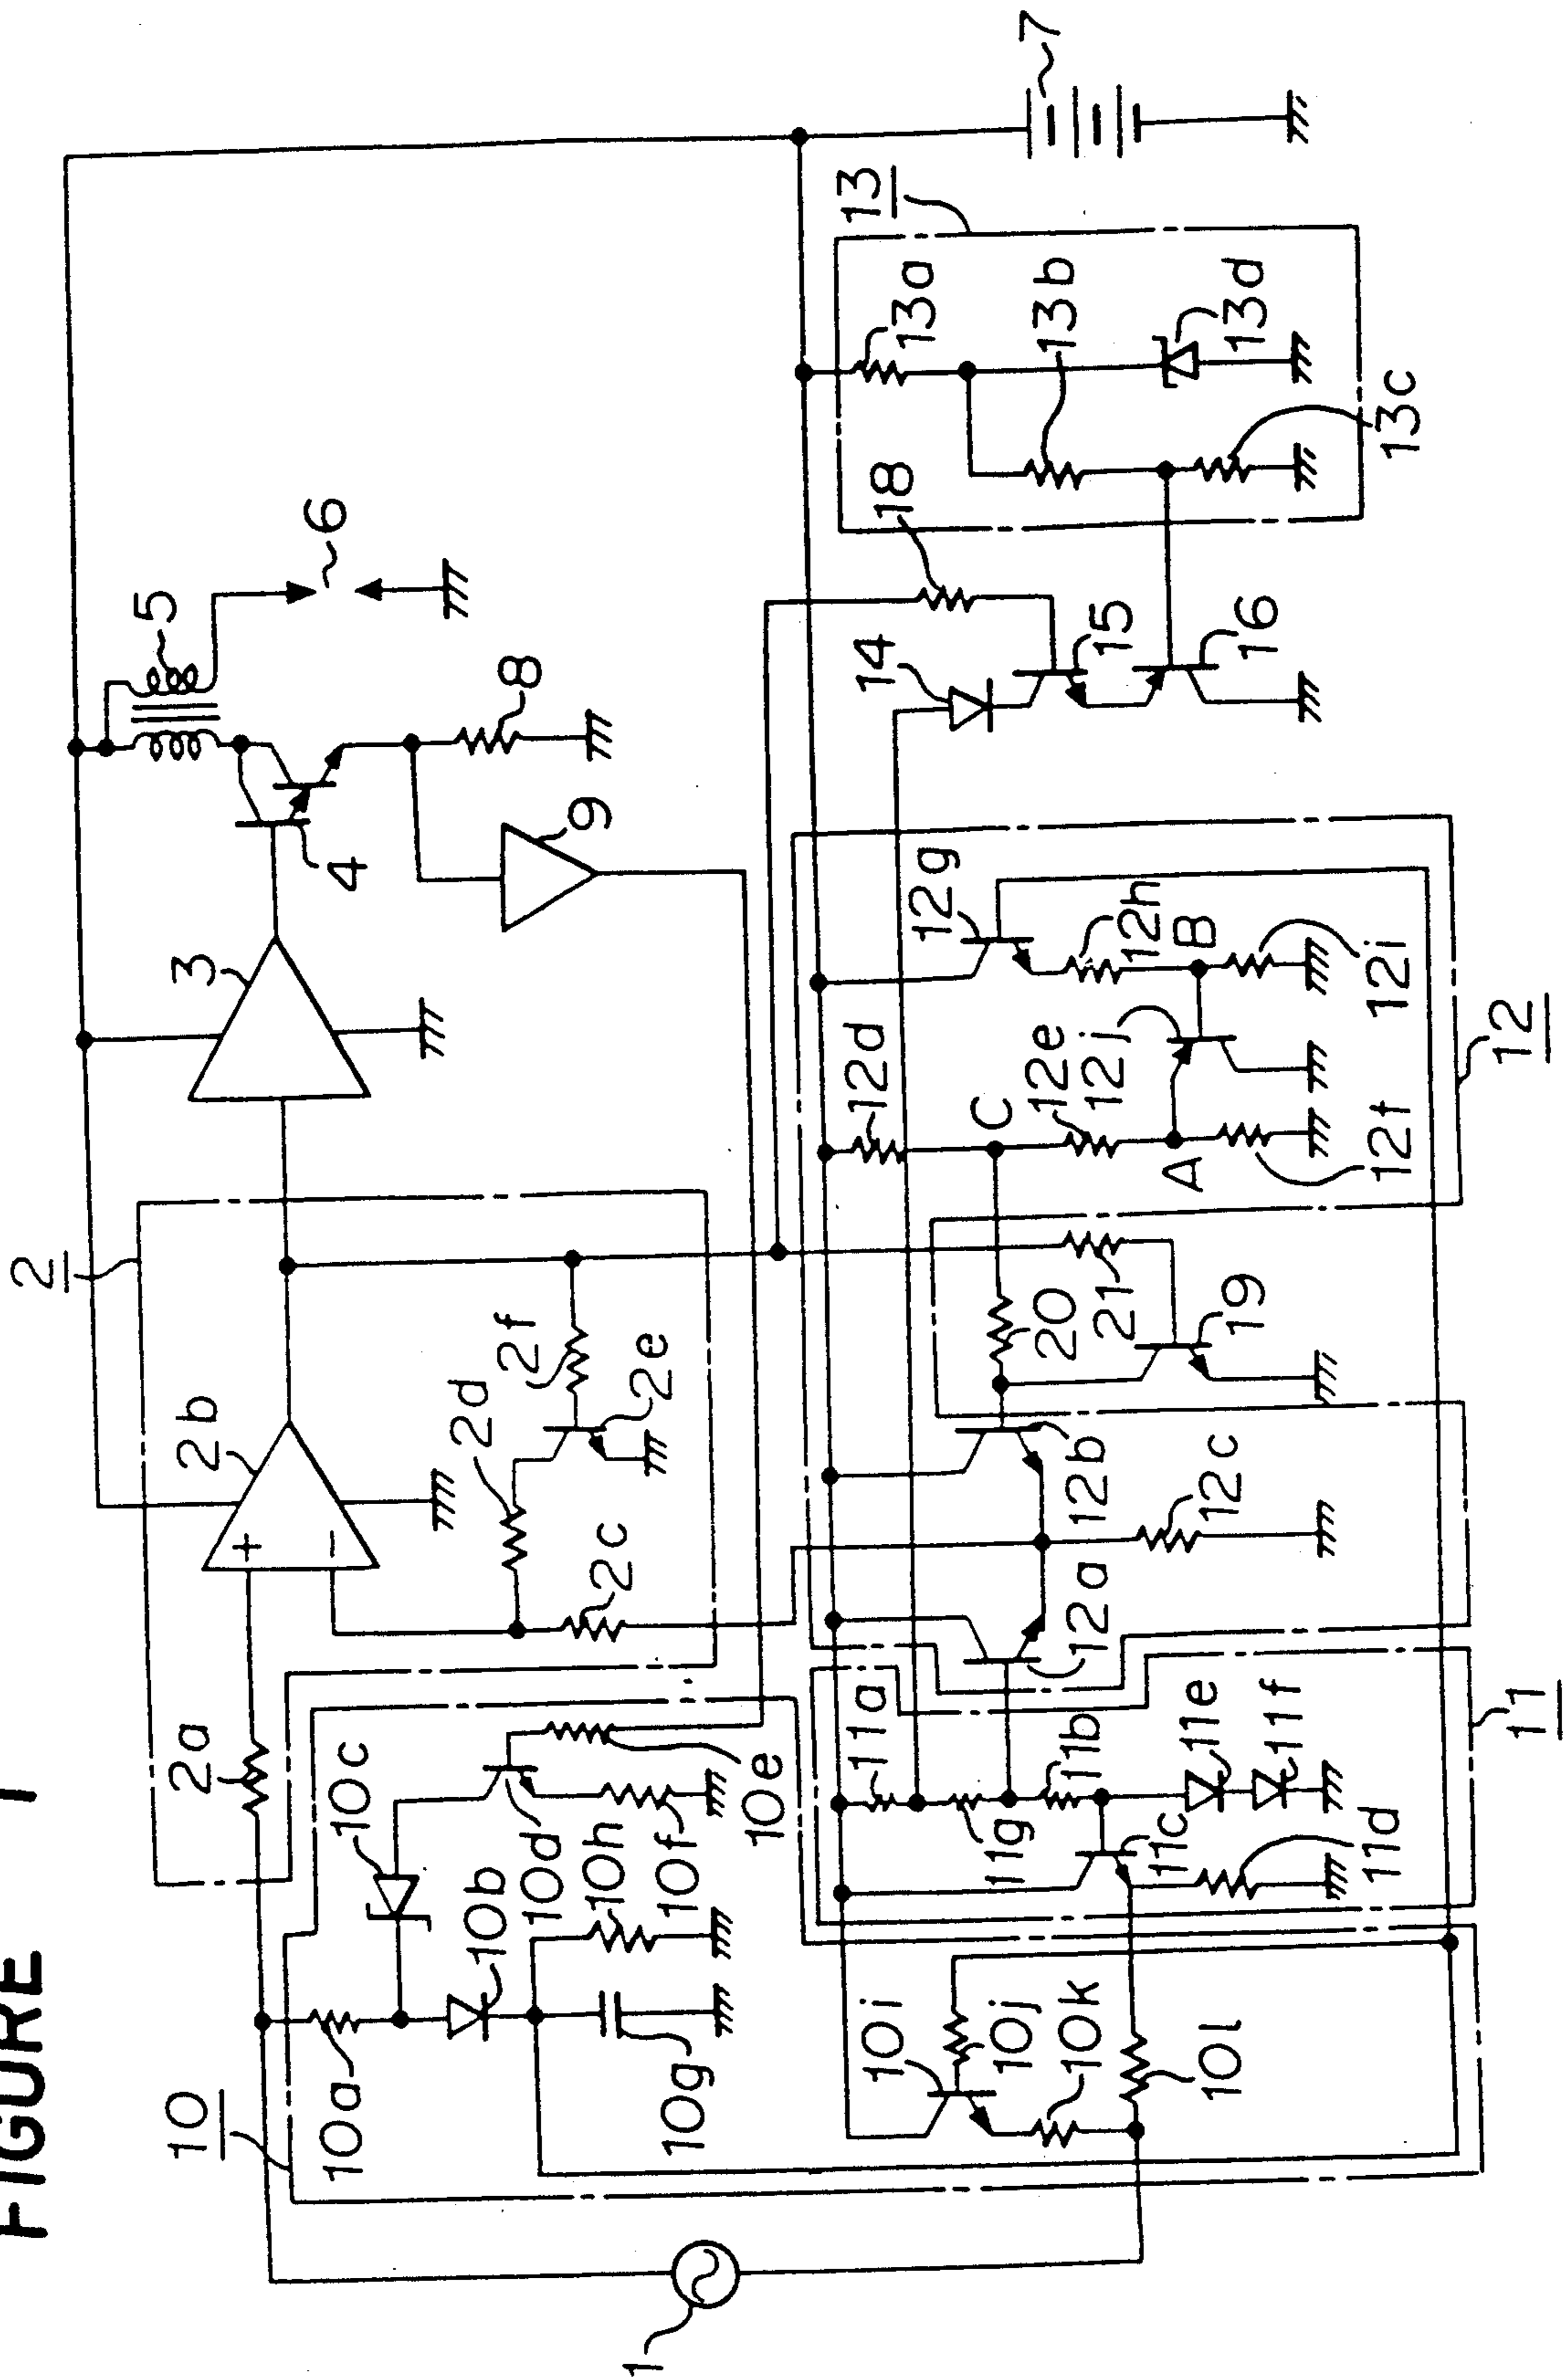 FIGURE 1
2
2a
2b
2c
2d
2e
2f
3
4
5
6
7
8
9
10
10a
10b
10c
10d
10e
10f
10g
10h
10i
10j
10k
10l
1
11
11a
11b
11c
11d
11e
11f
11g
12
12a
12b
12c
12d
12e
12f
12g
12h
12i
12j
A
B
C
13
13a
13b
13c
13d
14
15
16
18
19
20
21
+
−